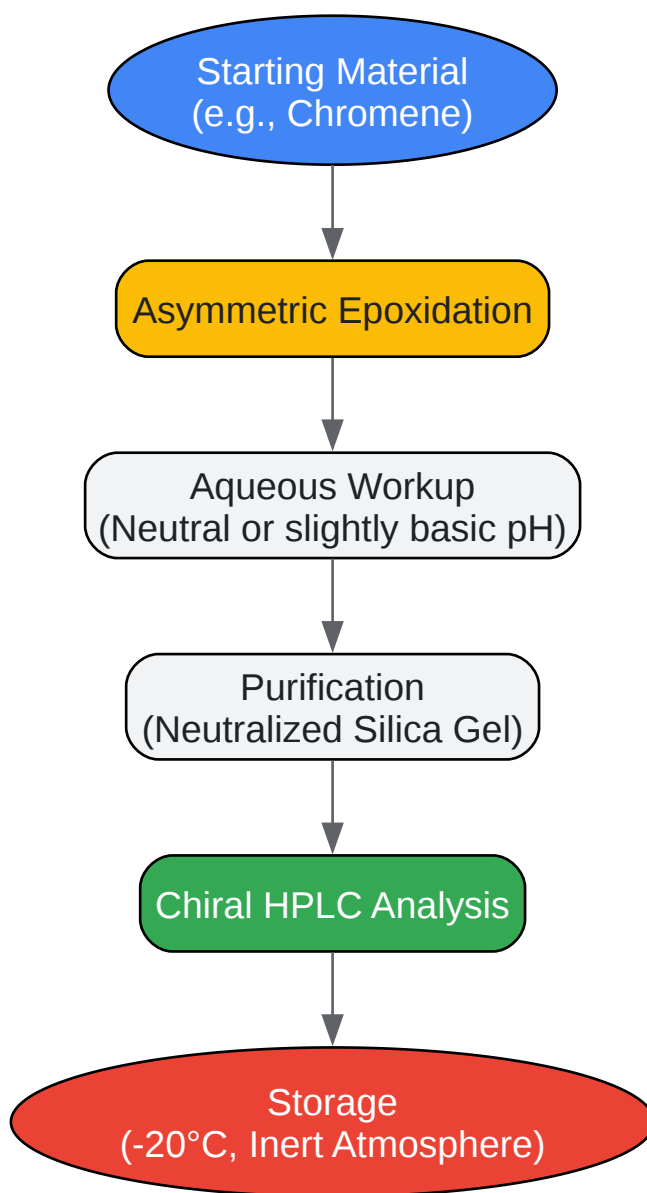 Starting Material
(e.g., Chromene)
Asymmetric Epoxidation
Aqueous Workup
(Neutral or slightly basic pH)
Purification
(Neutralized Silica Gel)
Chiral HPLC Analysis
Storage
(-20°C, Inert Atmosphere)